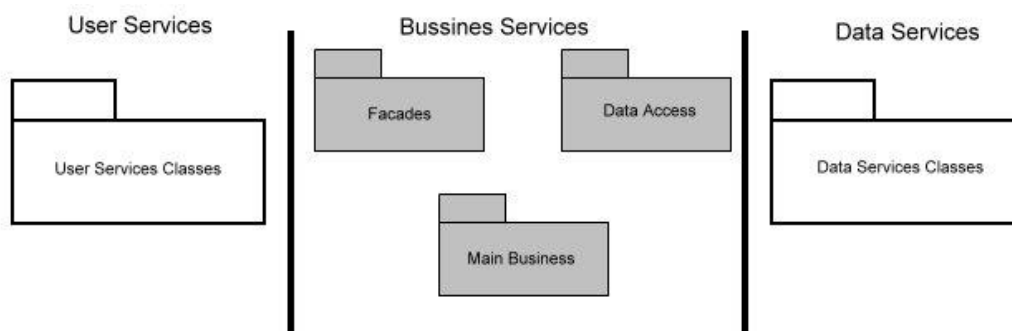 User Services
Bussines Services
Data Services
User Services Classes
Facades
Data Access
Data Services Classes
Main Business